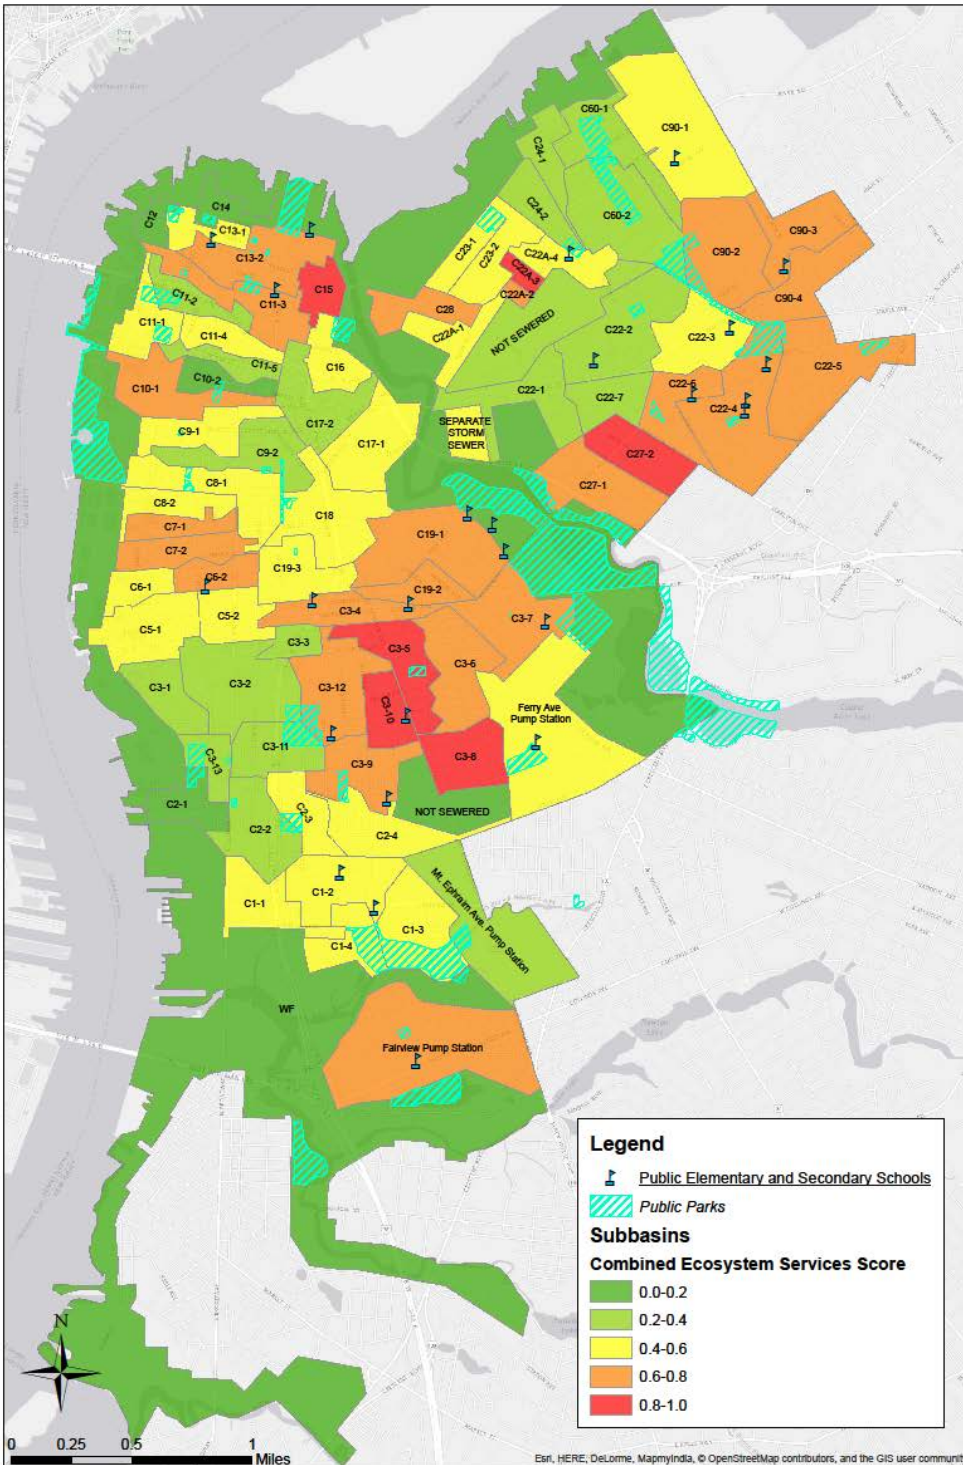 C60-1
C90-1
C24-1
C60-2
C24-2
C14
C12
C13-1
C23-1
C23-2
C22A-4
C90-2
C90-3
C13-2
C22A-3
C22A-2
C90-4
C15
C11-3
C11-2
C28
C22A-1
NOT SEWERED
C22-2
C22-3
C11-1
C11-4
C11-5
C16
C22-5
C10-1
C10-2
C22-1
C22-7
C22-6
C22-4
C17-2
SEPARATE
STORM
SEWER
C9-1
C17-1
C9-2
C27-2
C8-1
C27-1
C8-2
C18
C7-1
C19-1
C7-2
C19-3
C6-1
C6-2
C19-2
C3-4
C5-1
C5-2
C3-7
C3-3
C3-5
C3-6
C3-1
C3-2
C3-12
C3-10
Ferry Ave
Pump Station
C3-11
C3-13
C3-9
C3-8
C2-1
NOT SEWERED
C2-2
C2-3
C2-4
C1-1
C1-2
C1-3
Mt. Ephraim Ave. Pump Station
C1-4
WF
Fairview Pump Station
Legend
Public Elementary and Secondary Schools
Public Parks
Subbasins
Combined Ecosystem Services Score
0.0-0.2
0.2-0.4
0.4-0.6
0.6-0.8
0.8-1.0
N
0 0.25 0.5 1
Miles
Esri, HERE, DeLorme, MapmyIndia, © OpenStreetMap contributors, and the GIS user communit